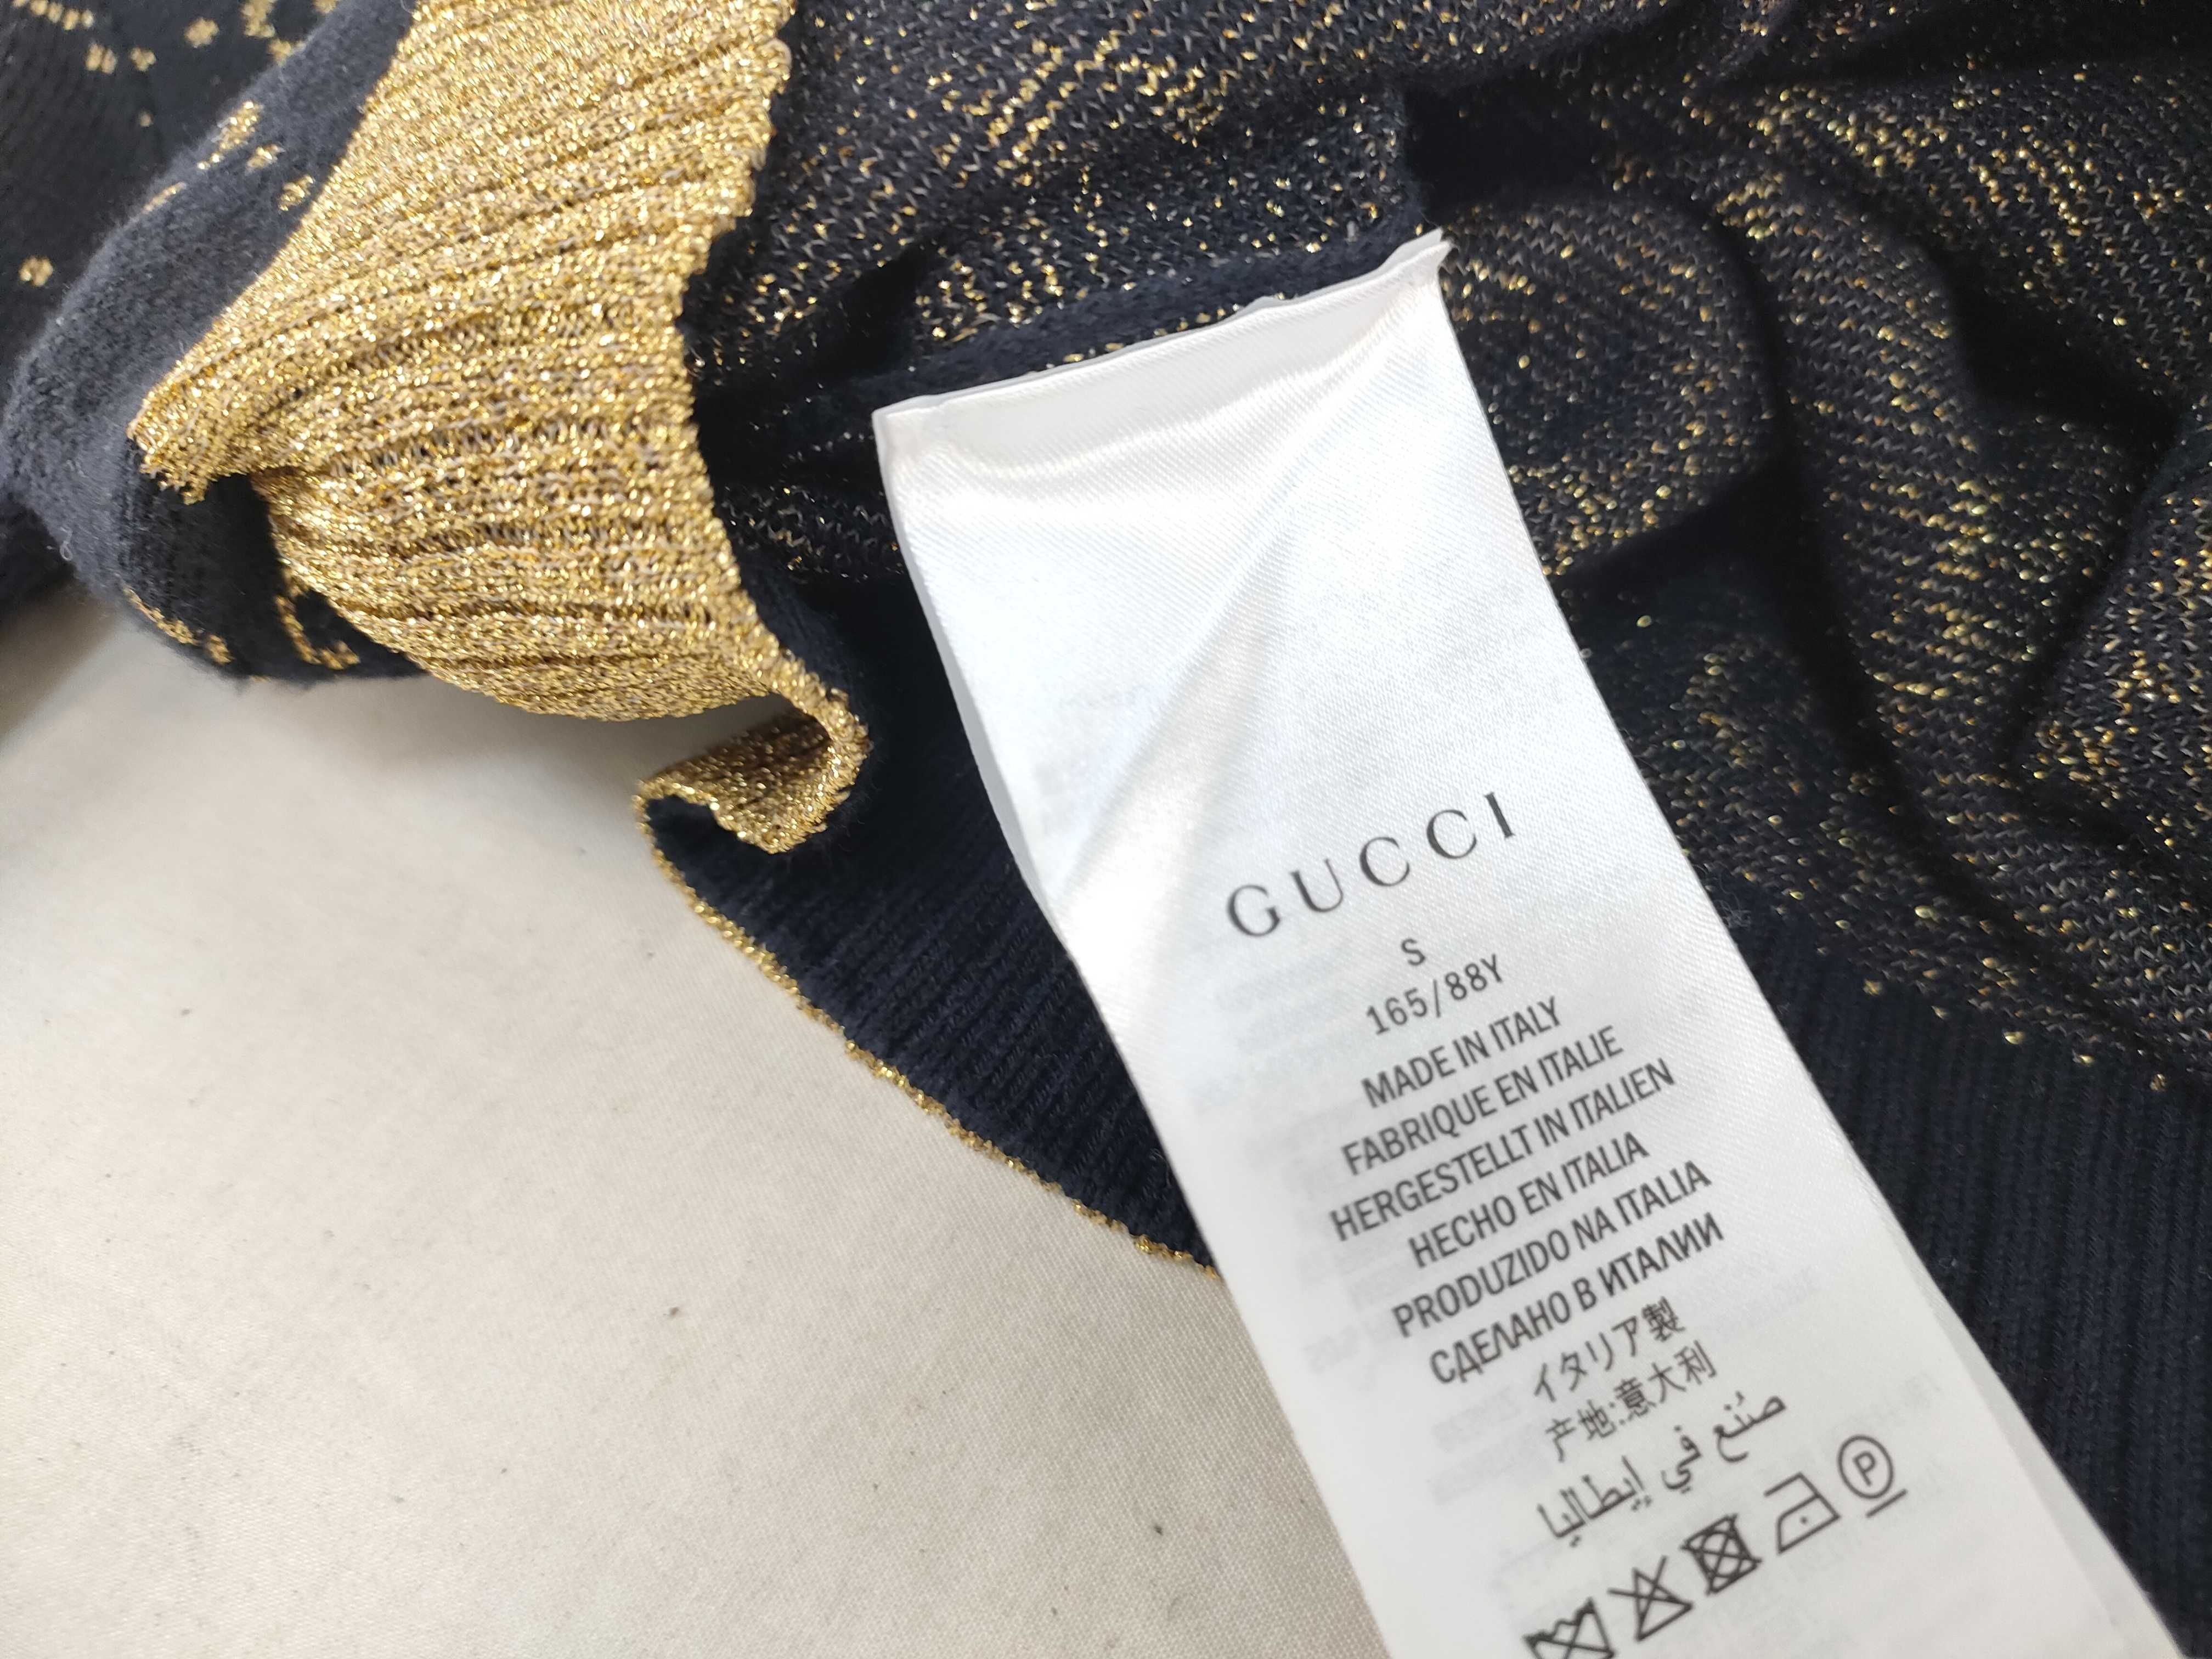 GUCCI
S
165/88Y
MADE IN ITALY
FABRIQUE EN ITALIE
HERGESTELLT IN ITALIEN
HECHO EN ITALIA
PRODUZIDO NA ITALIA
СДЕЛАНО В ИТАЛИИ
イタリア製
产地:意大利
صُنع في إيطاليا
P